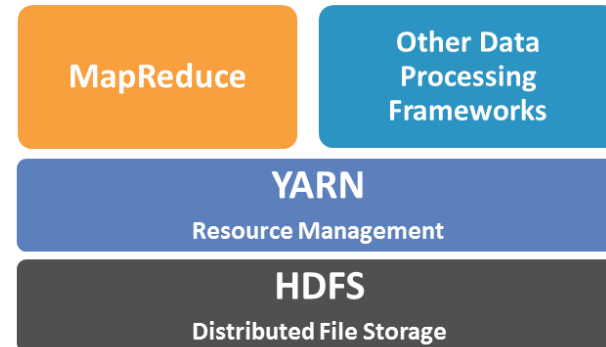 MapReduce
Other Data
Processing
Frameworks
YARN
Resource Management
HDFS
Distributed File Storage